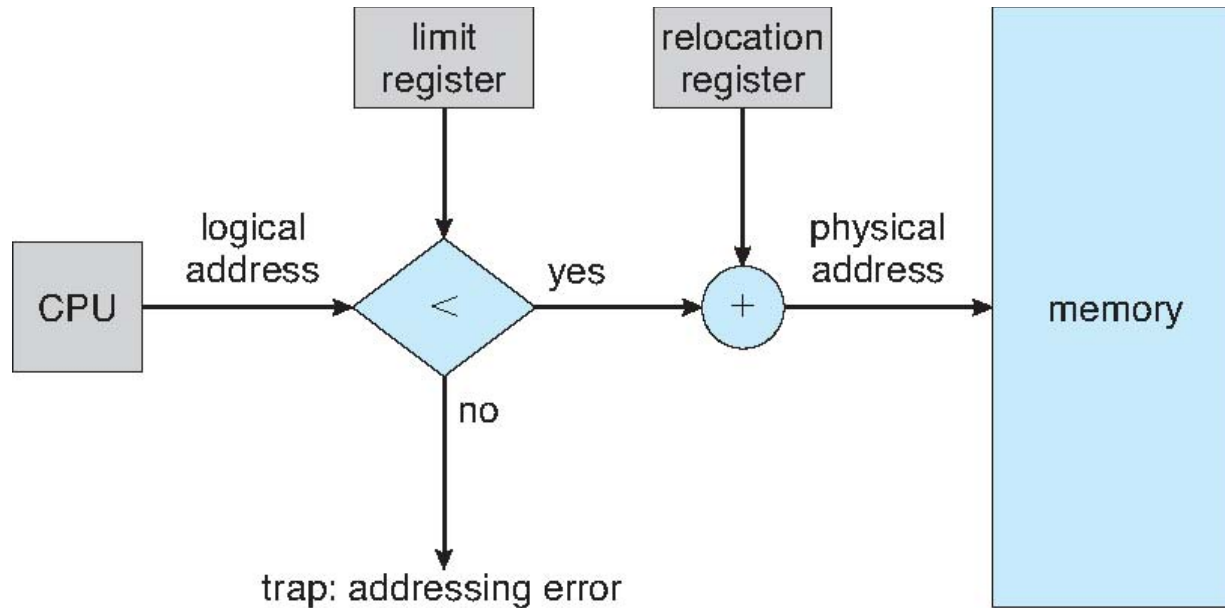 limit
register
relocation
register
logical
address
physical
address
CPU
<
yes
+
memory
no
trap: addressing error